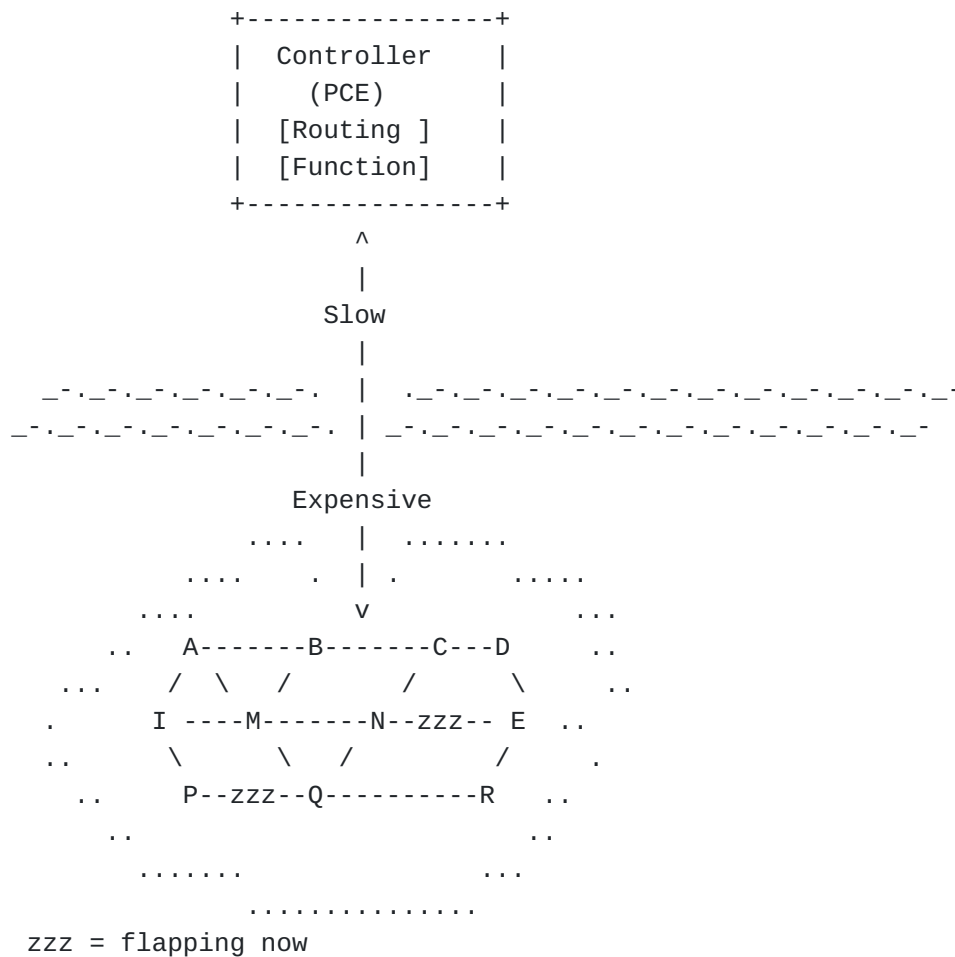 +----------------+
|  Controller    |
|    (PCE)       |
|  [Routing ]    |
|  [Function]    |
+----------------+
^
|
Slow
|
_-._-._-._-._-._-.  |  ._-._-._-._-._-._-._-._-._-._-._-._-
_-._-._-._-._-._-._-. | _-._-._-._-._-._-._-._-._-._-._-_-
|
Expensive
....   |  .......
....    .  | .       .....
....          v             ...
..   A-------B-------C---D     ..
...    /  \   /       /      \     ..
.      I ----M-------N--zzz-- E  ..
..      \      \   /         /     .
..     P--zzz--Q----------R   ..
..                         ..
.......               ...
...............
zzz = flapping now